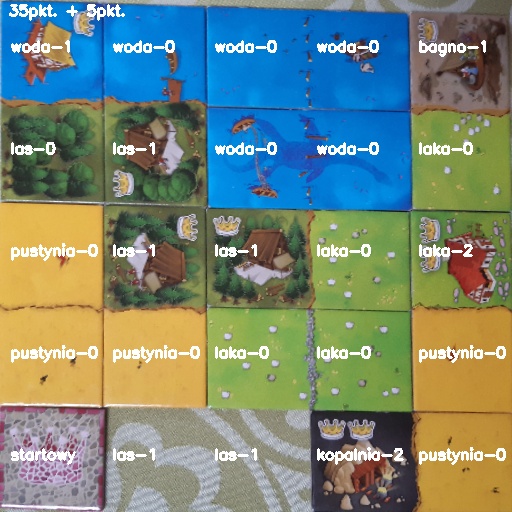 35pkt. + 5pkt.
woda-1 woda-0 woda-0 woda-0 bagno-1
las-0 las-1 woda-0 woda-0 laka-0
pustynia-0 las-1 las-1 laka-0 laka-2
pustynia-0 pustynia-0 laka-0 laka-0 pustynia-0
startowy las-1 las-1 kopalnia-2 pustynia-0